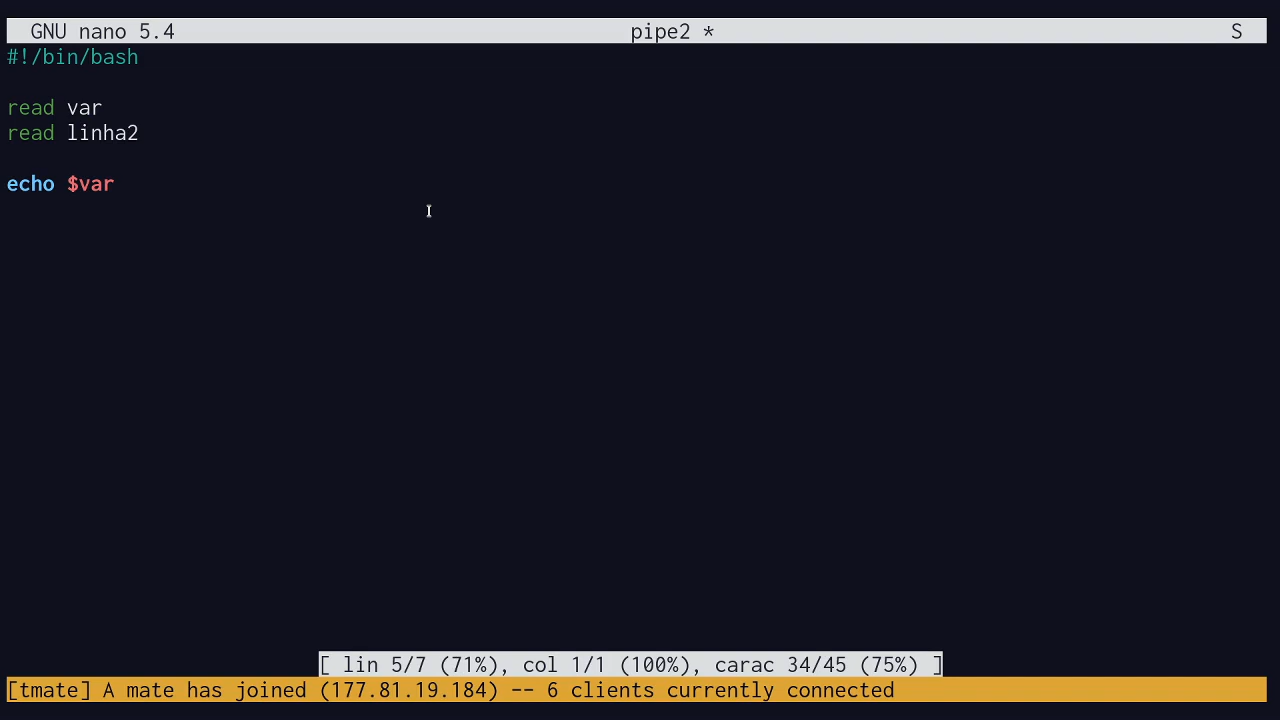 GNU nano 5.4 pipe2 * S
#!/bin/bash
read var
read linha2
echo $var
[ lin 5/7 (71%), col 1/1 (100%), carac 34/45 (75%) ]
[tmate] A mate has joined (177.81.19.184) -- 6 clients currently connected